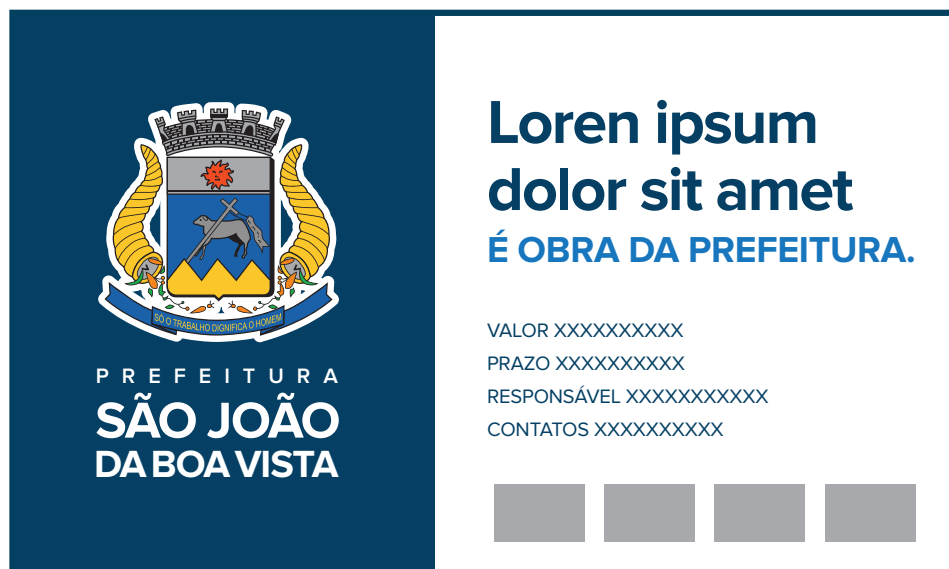 SÓ O TRABALHO DIGNIFICA O HOMEM
PREFEITURA
SÃO JOÃO
DA BOA VISTA
Loren ipsum
dolor sit amet
É OBRA DA PREFEITURA.
VALOR XXXXXXXXXX
PRAZO XXXXXXXXXX
RESPONSÁVEL XXXXXXXXXXX
CONTATOS XXXXXXXXXX